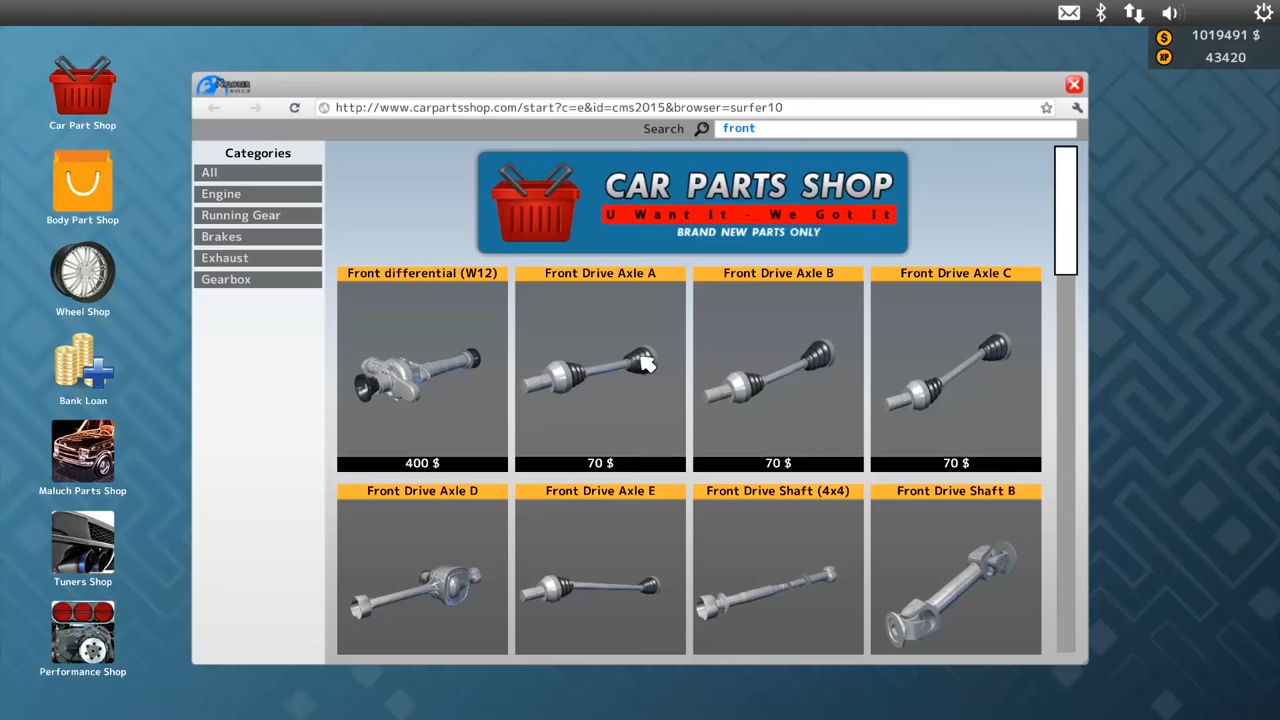 1019491 $
43420
Car Part Shop
Body Part Shop
Wheel Shop
Bank Loan
Maluch Parts Shop
Tuners Shop
Performance Shop
http://www.carpartsshop.com/start?c=e&id=cms2015&browser=surfer10
Search front
Categories
All
Engine
Running Gear
Brakes
Exhaust
Gearbox
CAR PARTS SHOP
U Want It - We Got It
BRAND NEW PARTS ONLY
Front differential (W12)
400 $
Front Drive Axle A
70 $
Front Drive Axle B
70 $
Front Drive Axle C
70 $
Front Drive Axle D
Front Drive Axle E
Front Drive Shaft (4x4)
Front Drive Shaft B